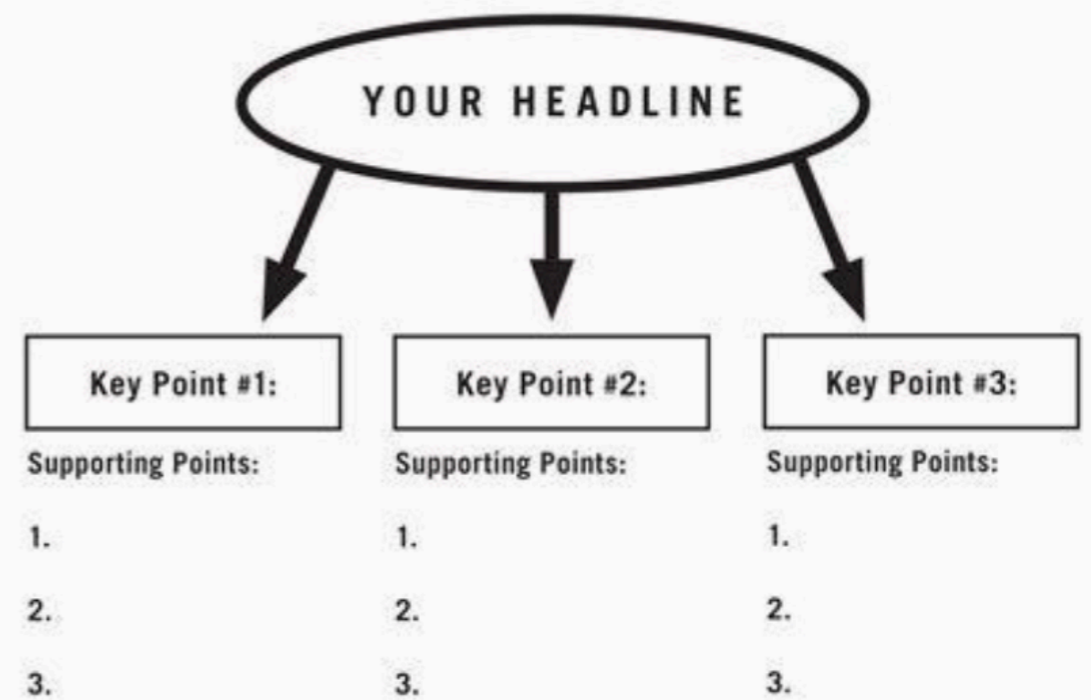 YOUR HEADLINE
Key Point #1:
Supporting Points:
1.
2.
3.
Key Point #2:
Supporting Points:
1.
2.
3.
Key Point #3:
Supporting Points:
1.
2.
3.